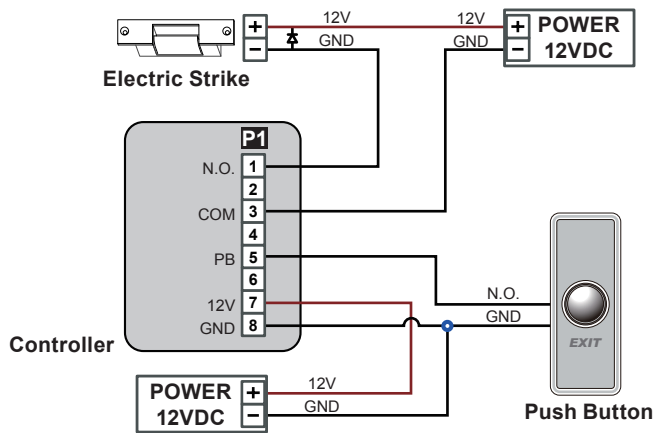 12V
12V
+
+
POWER
GND
GND
−
−
12VDC
Electric Strike
P1
N.O.
1
2
COM
3
4
PB
5
6
N.O.
12V
7
GND
GND
8
EXIT
Controller
POWER
+
12V
12VDC
−
GND
Push Button